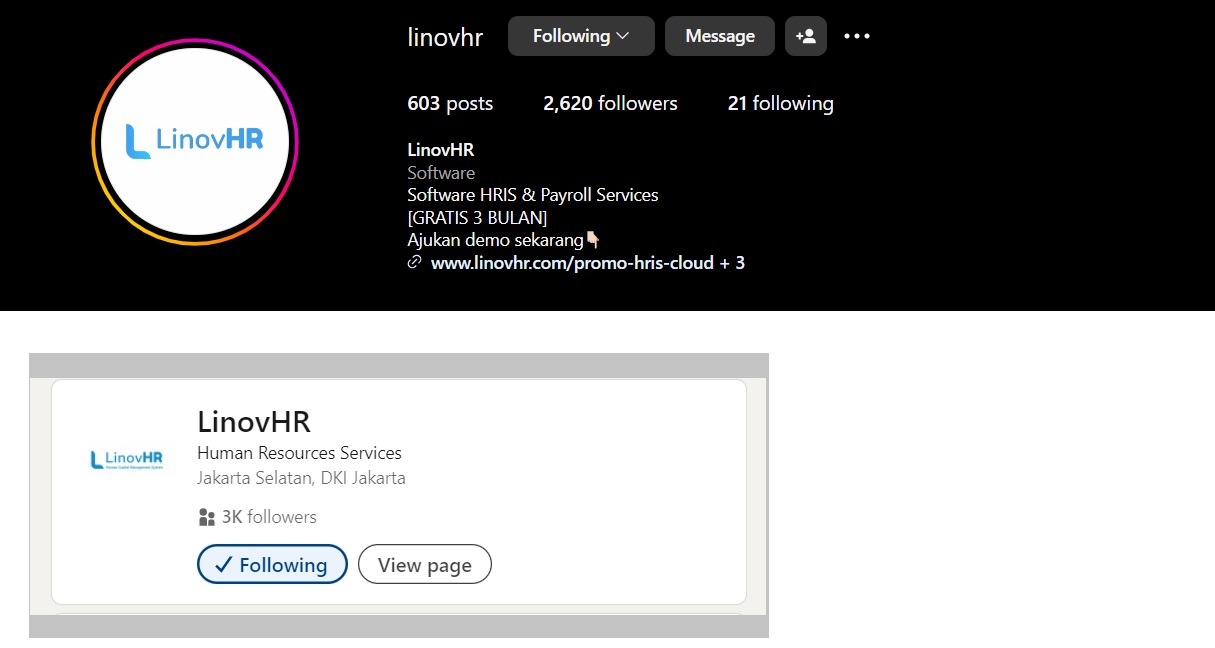 linovhr Following Message
603 posts 2,620 followers 21 following
LinovHR
LinovHR
Software
Software HRIS & Payroll Services
[GRATIS 3 BULAN]
Ajukan demo sekarang👇🏻
www.linovhr.com/promo-hris-cloud + 3
LinovHR
LinovHR
Human Resources Services
Jakarta Selatan, DKI Jakarta
3K followers
Following View page